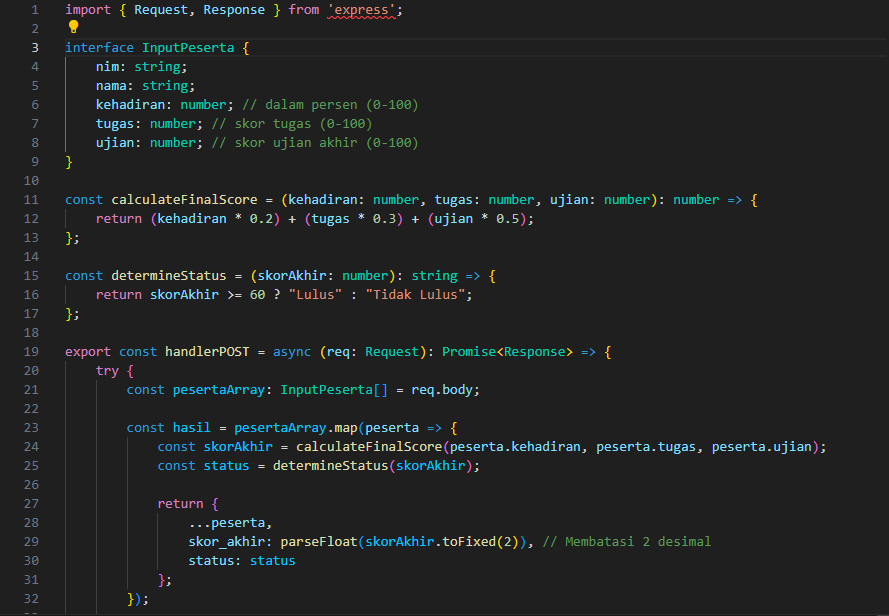 1 import { Request, Response } from 'express';
2
3 interface InputPeserta {
4 nim: string;
5 nama: string;
6 kehadiran: number; // dalam persen (0-100)
7 tugas: number; // skor tugas (0-100)
8 ujian: number; // skor ujian akhir (0-100)
9 }
10
11 const calculateFinalScore = (kehadiran: number, tugas: number, ujian: number): number => {
12 return (kehadiran * 0.2) + (tugas * 0.3) + (ujian * 0.5);
13 };
14
15 const determineStatus = (skorAkhir: number): string => {
16 return skorAkhir >= 60 ? "Lulus" : "Tidak Lulus";
17 };
18
19 export const handlerPOST = async (req: Request): Promise<Response> => {
20 try {
21 const pesertaArray: InputPeserta[] = req.body;
22
23 const hasil = pesertaArray.map(peserta => {
24 const skorAkhir = calculateFinalScore(peserta.kehadiran, peserta.tugas, peserta.ujian);
25 const status = determineStatus(skorAkhir);
26
27 return {
28 ...peserta,
29 skor_akhir: parseFloat(skorAkhir.toFixed(2)), // Membatasi 2 desimal
30 status: status
31 };
32 });